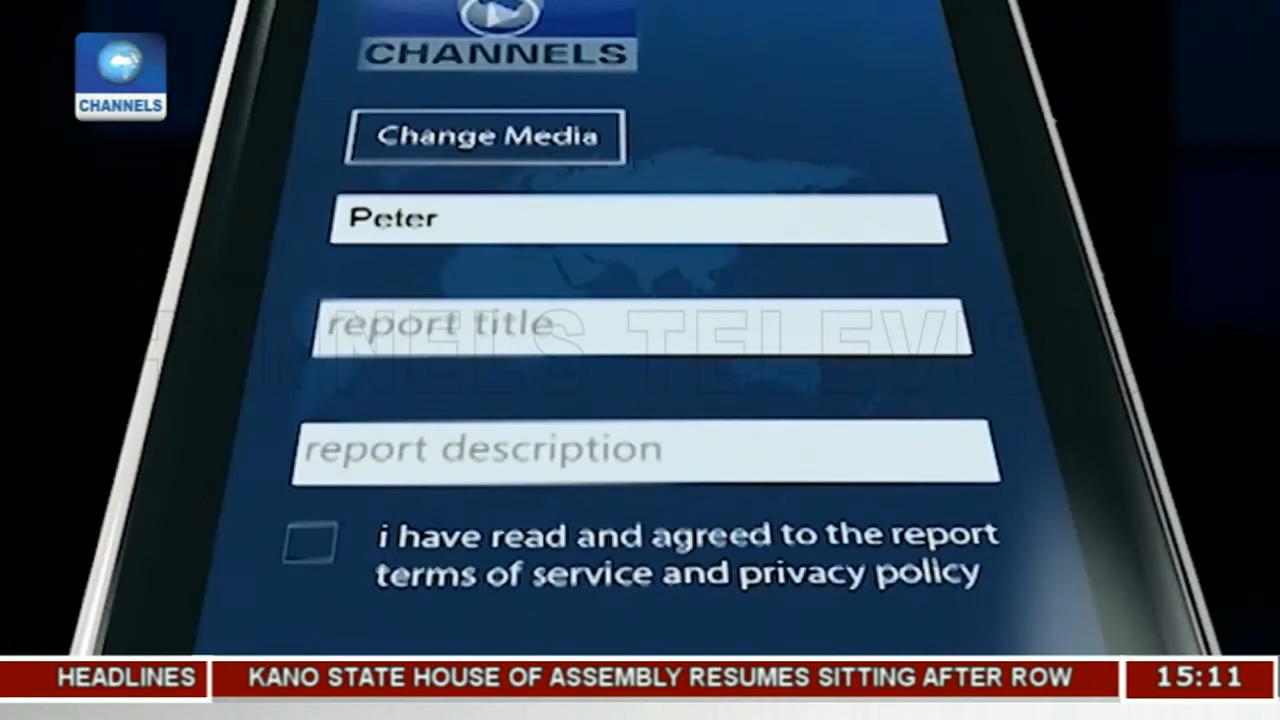 CHANNELS
CHANNELS
Change Media
Peter
report title
report description
i have read and agreed to the report
terms of service and privacy policy
HEADLINES
KANO STATE HOUSE OF ASSEMBLY RESUMES SITTING AFTER ROW
15:11